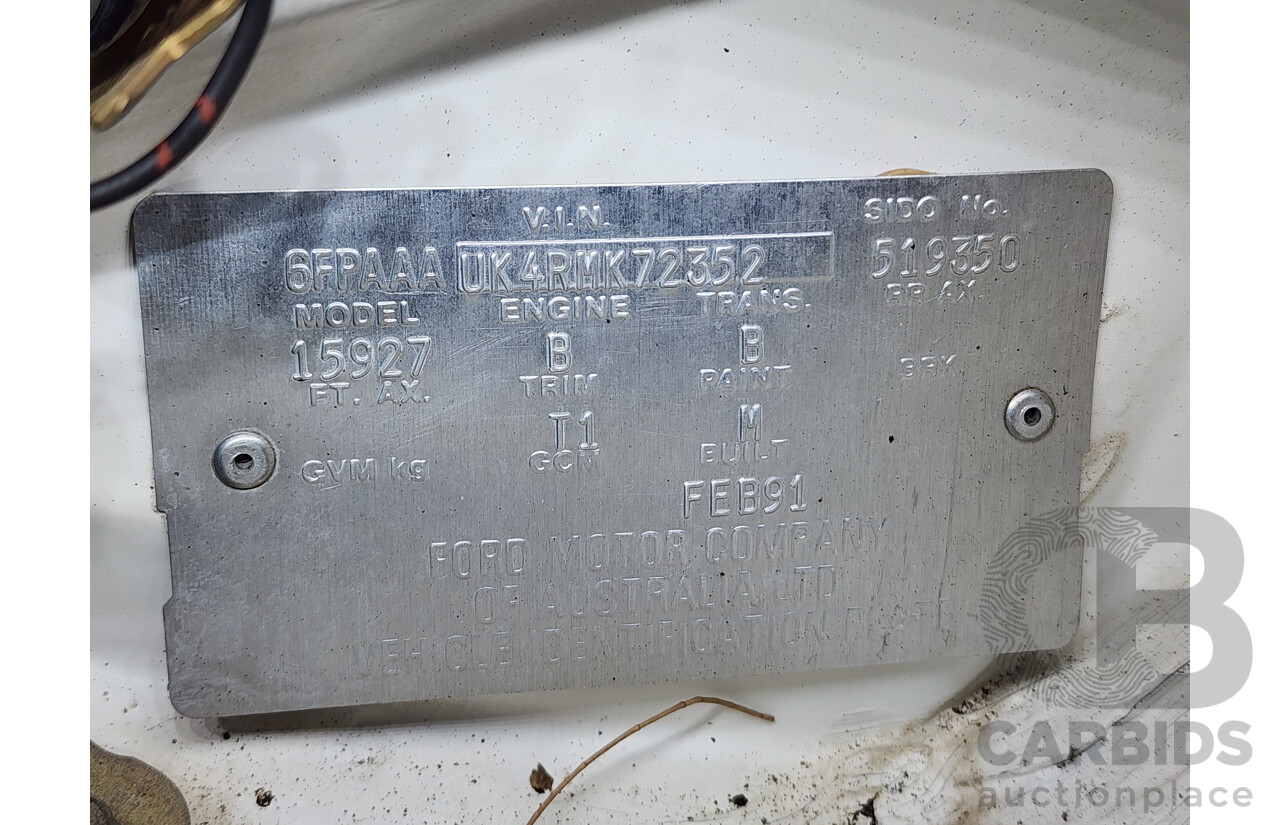 V.I.N. SIDO No.
6FPAAA UK4RMK72352 519350
MODEL ENGINE TRANS. RR AX.
15927 B B
FT. AX. TRIM PAINT BRK.
T1 M
GVM kg GCM BUILT
FEB91
FORD MOTOR COMPANY
OF AUSTRALIA LTD
VEHICLE IDENTIFICATION PLATE
CARBIDS
auctionplace